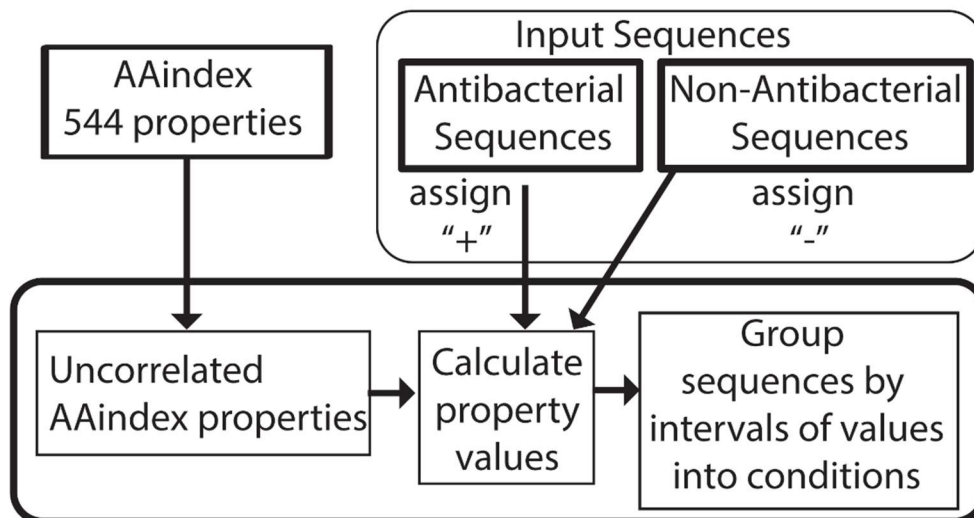 AAindex
544 properties
Input Sequences
Antibacterial
Sequences
Non-Antibacterial
Sequences
assign
“+”
assign
“-”
Uncorrelated
AAindex properties
Calculate
property
values
Group
sequences by
intervals of values
into conditions